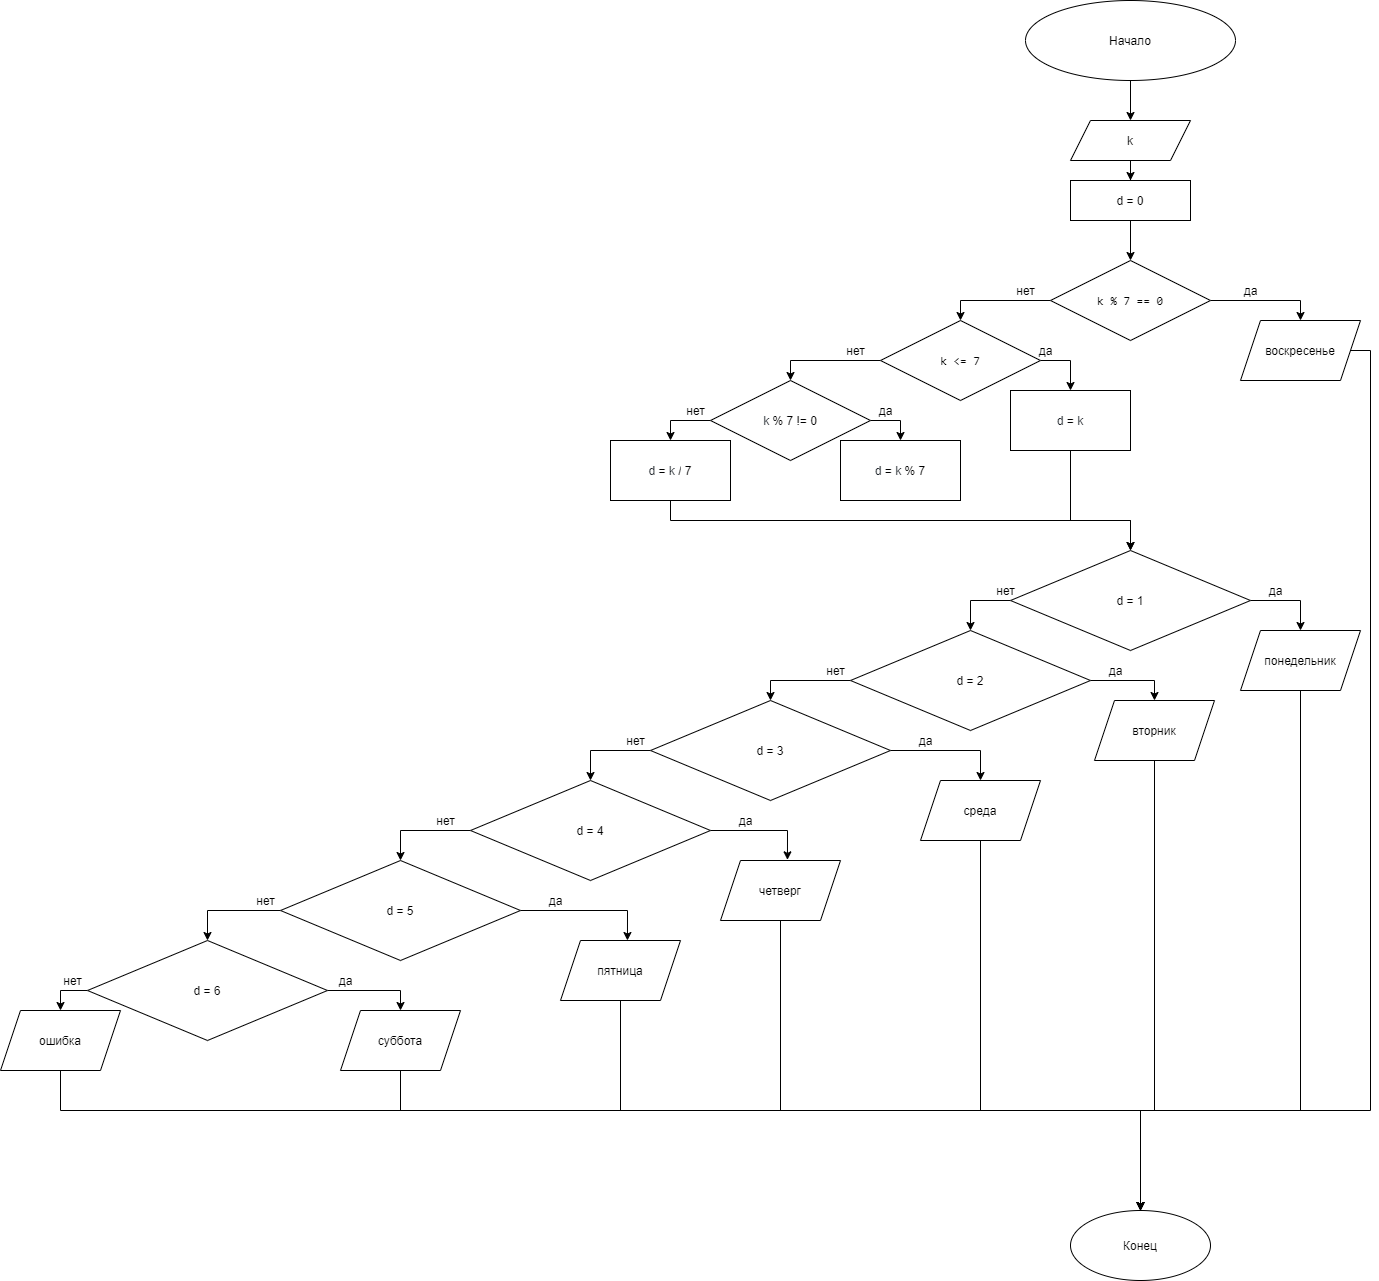 Начало
k
d = 0
k % 7 == 0
нет
да
воскресенье
k <= 7
нет
да
d = k
k % 7 != 0
нет
да
d = k / 7
d = k % 7
d = 1
нет
да
понедельник
d = 2
нет
да
вторник
d = 3
нет
да
среда
d = 4
нет
да
четверг
d = 5
нет
да
пятница
d = 6
нет
да
ошибка
суббота
Конец